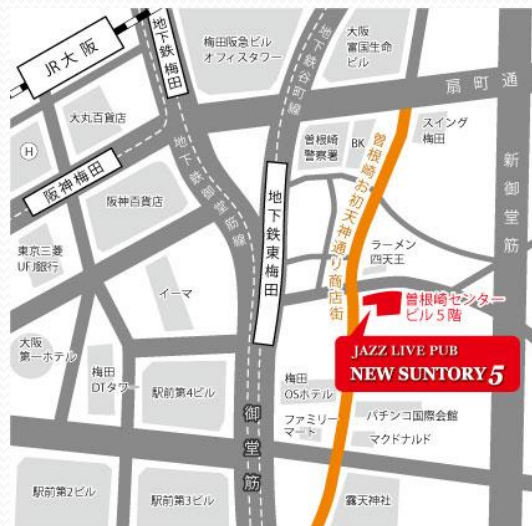 JR大阪
地下鉄梅田
梅田阪急ビル
オフィスタワー
地下鉄谷町線
大阪
富国生命
ビル
扇町通
大丸百貨店
H
阪神梅田
地下鉄御堂筋線
曽根崎
警察署
BK
スイング
梅田
新御堂筋
阪神百貨店
地下鉄東梅田
曽根崎お初天神通り商店街
東京三菱
UFJ銀行
イーマ
ラーメン
四天王
曽根崎センター
ビル5階
大阪
第一ホテル
梅田
DTタワー
JAZZ LIVE PUB
NEW SUNTORY 5
駅前第4ビル
梅田
OSホテル
御堂筋
ファミリー
マート
パチンコ国際会館
マクドナルド
駅前第2ビル
駅前第3ビル
露天神社